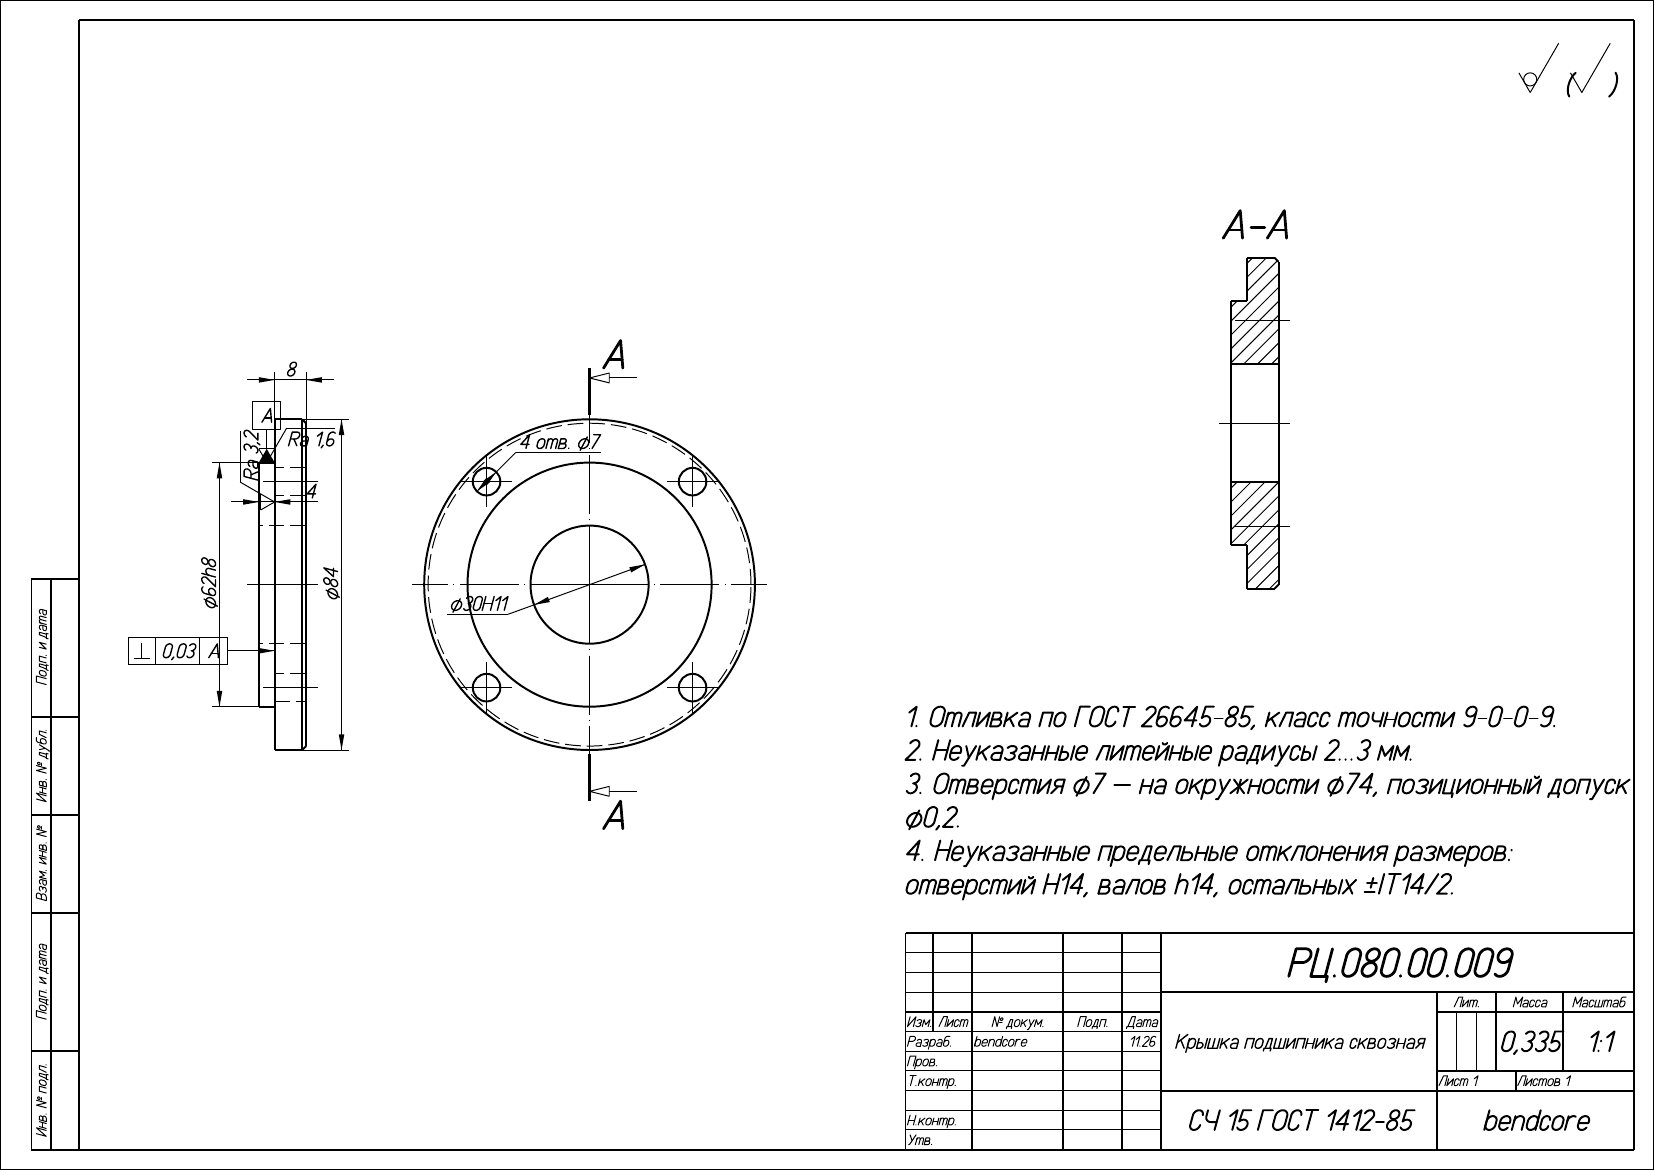 ( )
А-А
А
8
А
Ra 1,6
Ra 3,2
4
4 отв. ϕ7
ϕ62h8
ϕ84
ϕ30H11
⊥ 0,03 А
А
1. Отливка по ГОСТ 26645-85, класс точности 9-0-0-9.
2. Неуказанные литейные радиусы 2...3 мм.
3. Отверстия ϕ7 — на окружности ϕ74, позиционный допуск
ϕ0,2.
4. Неуказанные предельные отклонения размеров:
отверстий H14, валов h14, остальных ±IT14/2.
Подп. и дата
Инв. № дубл.
Взам. инв. №
Подп. и дата
Инв. № подл.
РЦ.080.00.009
Лит. Масса Масштаб
Изм. Лист № докум. Подп. Дата
Разраб. bendcore 11.26
Крышка подшипника сквозная
0,335 1:1
Пров.
Т.контр.
Лист 1 Листов 1
Н.контр.
СЧ 15 ГОСТ 1412-85
bendcore
Утв.